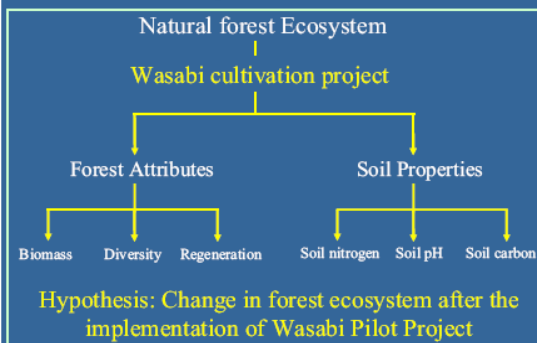 Natural forest Ecosystem
Wasabi cultivation project
Forest Attributes
Soil Properties
Biomass
Diversity
Regeneration
Soil nitrogen
Soil pH
Soil carbon
Hypothesis: Change in forest ecosystem after the
implementation of Wasabi Pilot Project